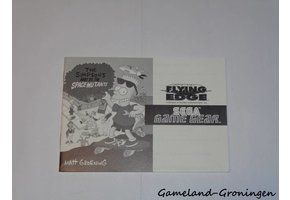 THE
SIMPSONS
BART VS. THE
SPACE MUTANTS
MATT GROENING
FLYING
EDGE
SEGA
GAME GEAR
Gameland-Groningen